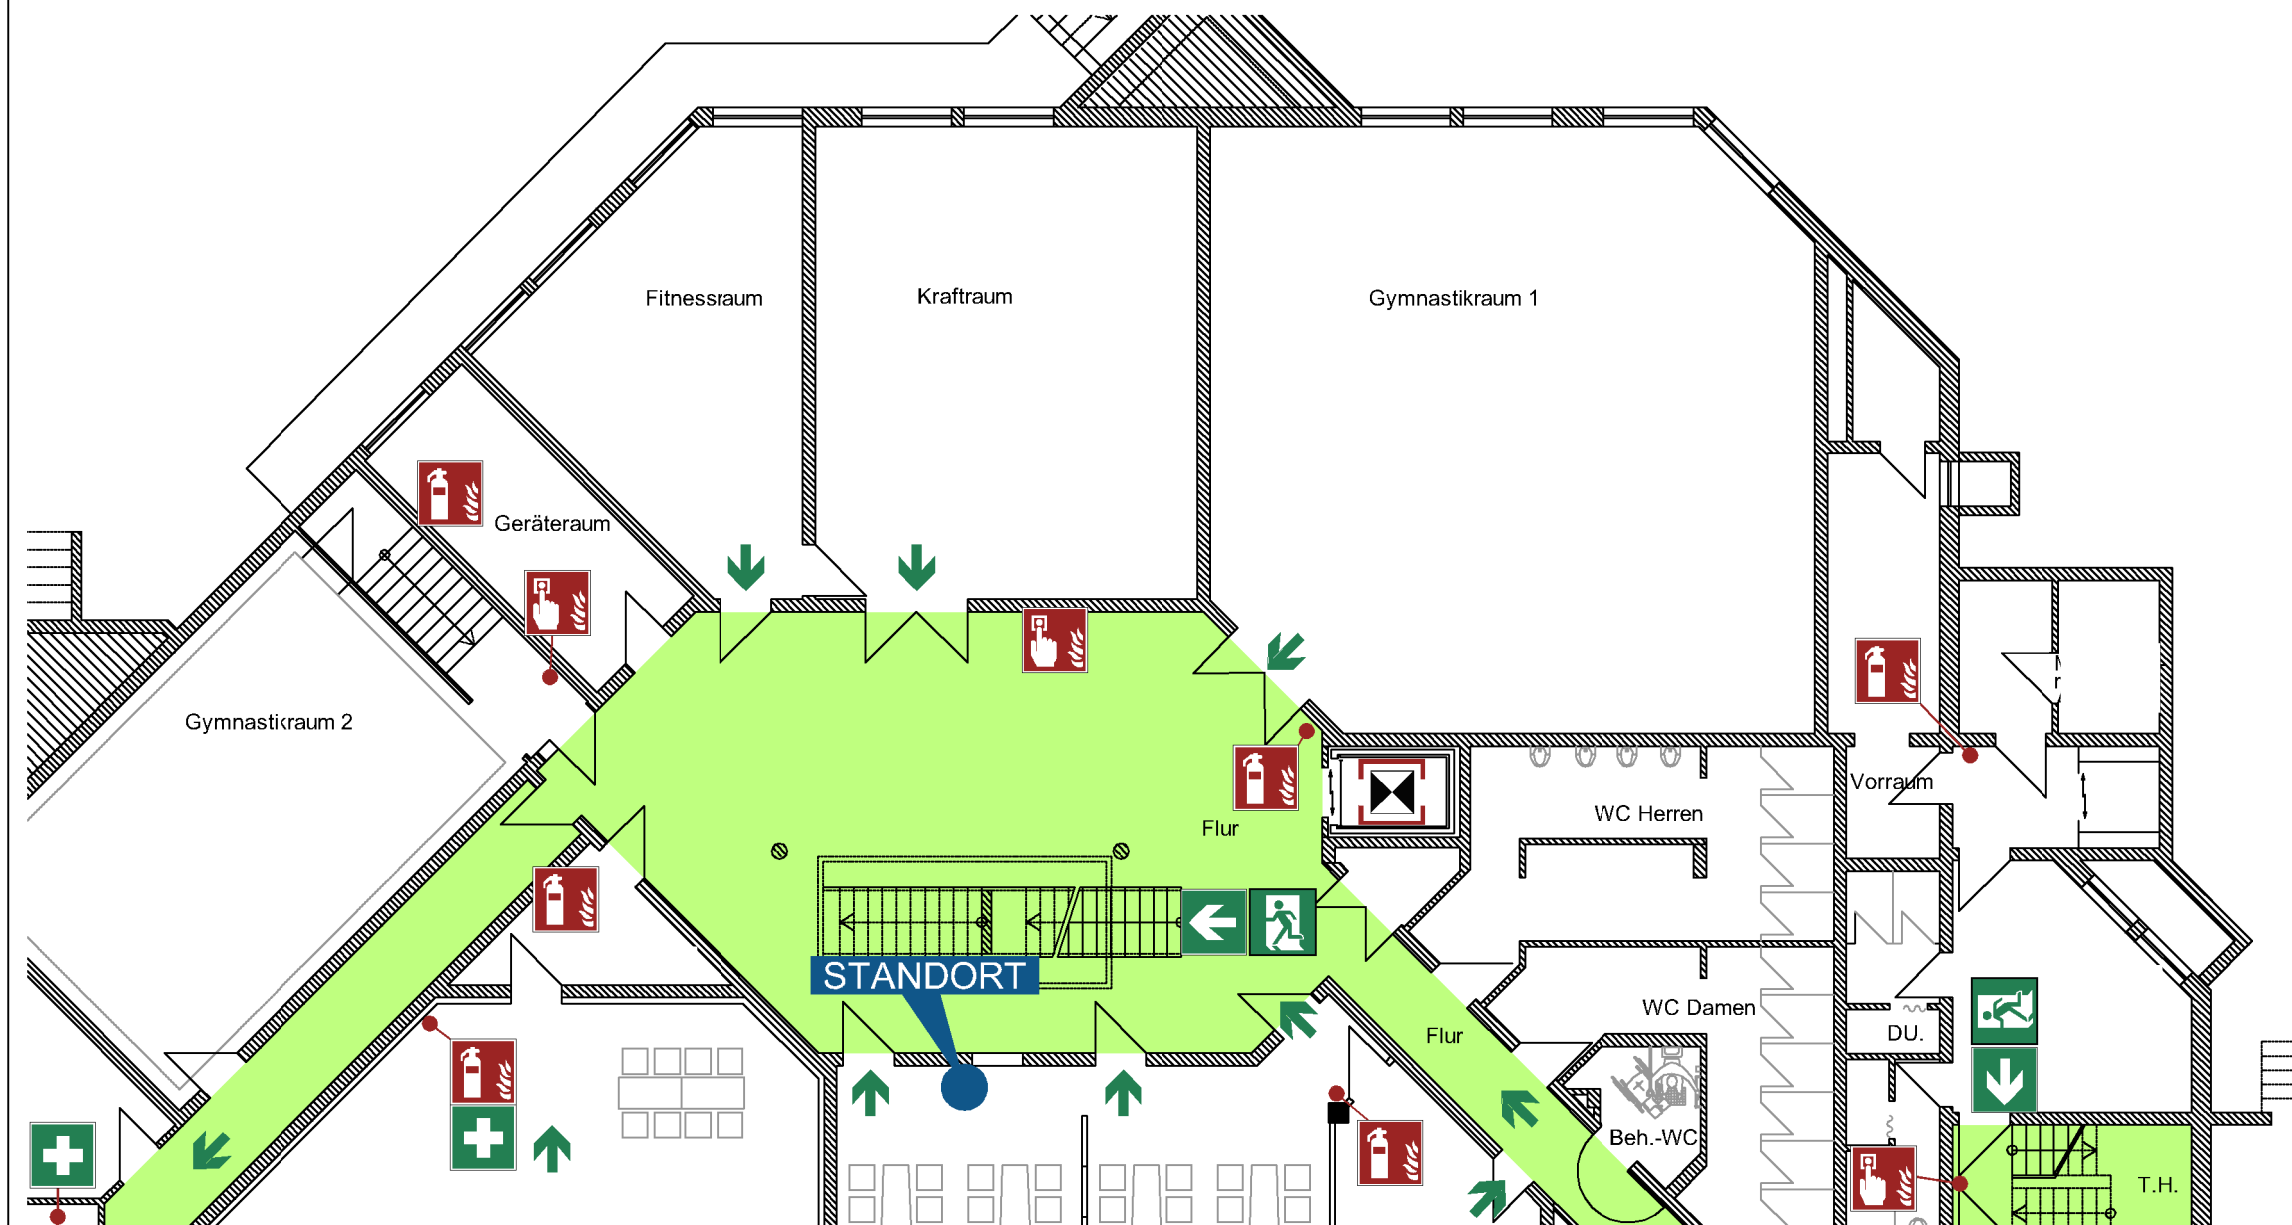 Fitnessraum
Kraftraum
Gymnastikraum 1
Geräteraum
Gymnastikraum 2
Vorraum
WC Herren
Flur
STANDORT
WC Damen
Flur
DU.
Beh.-WC
T.H.